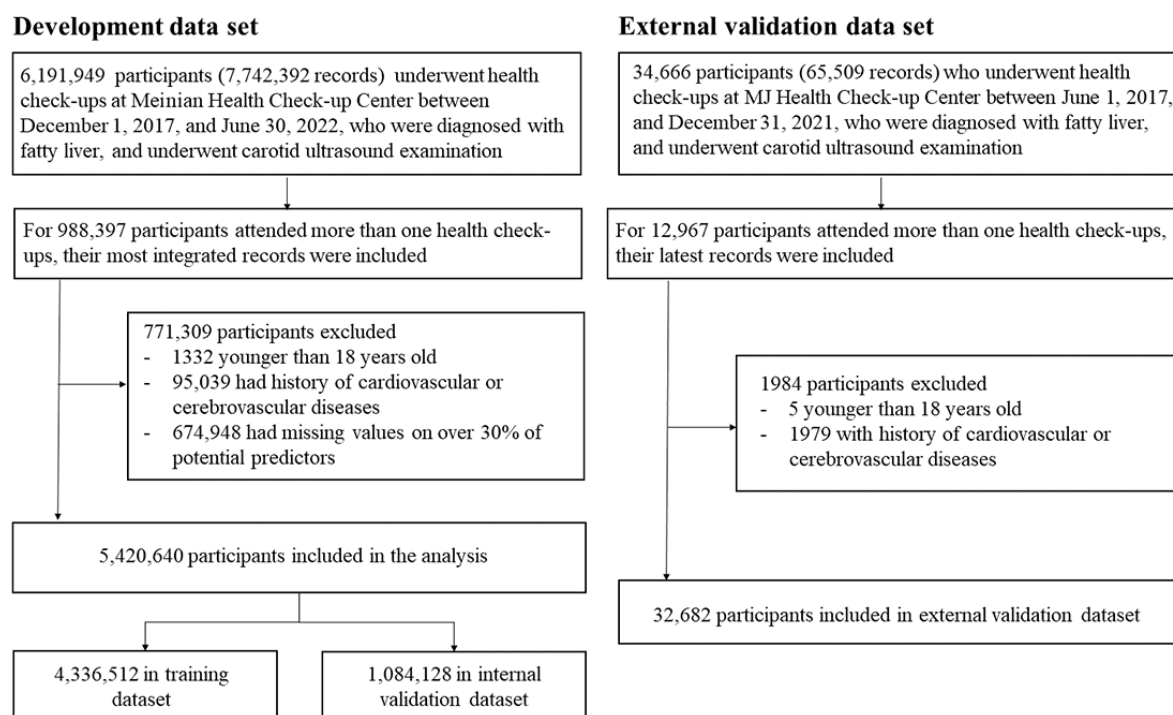 Development data set
6,191,949 participants (7,742,392 records) underwent health
check-ups at Meinian Health Check-up Center between
December 1, 2017, and June 30, 2022, who were diagnosed with
fatty liver, and underwent carotid ultrasound examination
For 988,397 participants attended more than one health check-
ups, their most integrated records were included
771,309 participants excluded
- 1332 younger than 18 years old
- 95,039 had history of cardiovascular or
cerebrovascular diseases
- 674,948 had missing values on over 30% of
potential predictors
5,420,640 participants included in the analysis
4,336,512 in training
dataset
1,084,128 in internal
validation dataset
External validation data set
34,666 participants (65,509 records) who underwent health
check-ups at MJ Health Check-up Center between June 1, 2017,
and December 31, 2021, who were diagnosed with fatty liver,
and underwent carotid ultrasound examination
For 12,967 participants attended more than one health check-ups,
their latest records were included
1984 participants excluded
- 5 younger than 18 years old
- 1979 with history of cardiovascular or
cerebrovascular diseases
32,682 participants included in external validation dataset